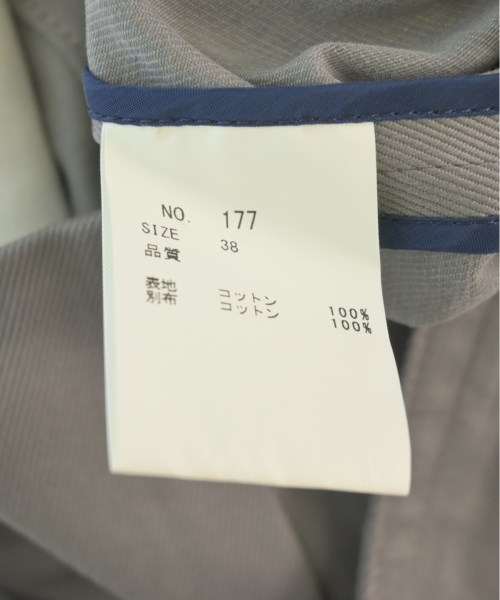 NO. 177
SIZE 38
品質
表地 コットン 100%
別布 コットン 100%